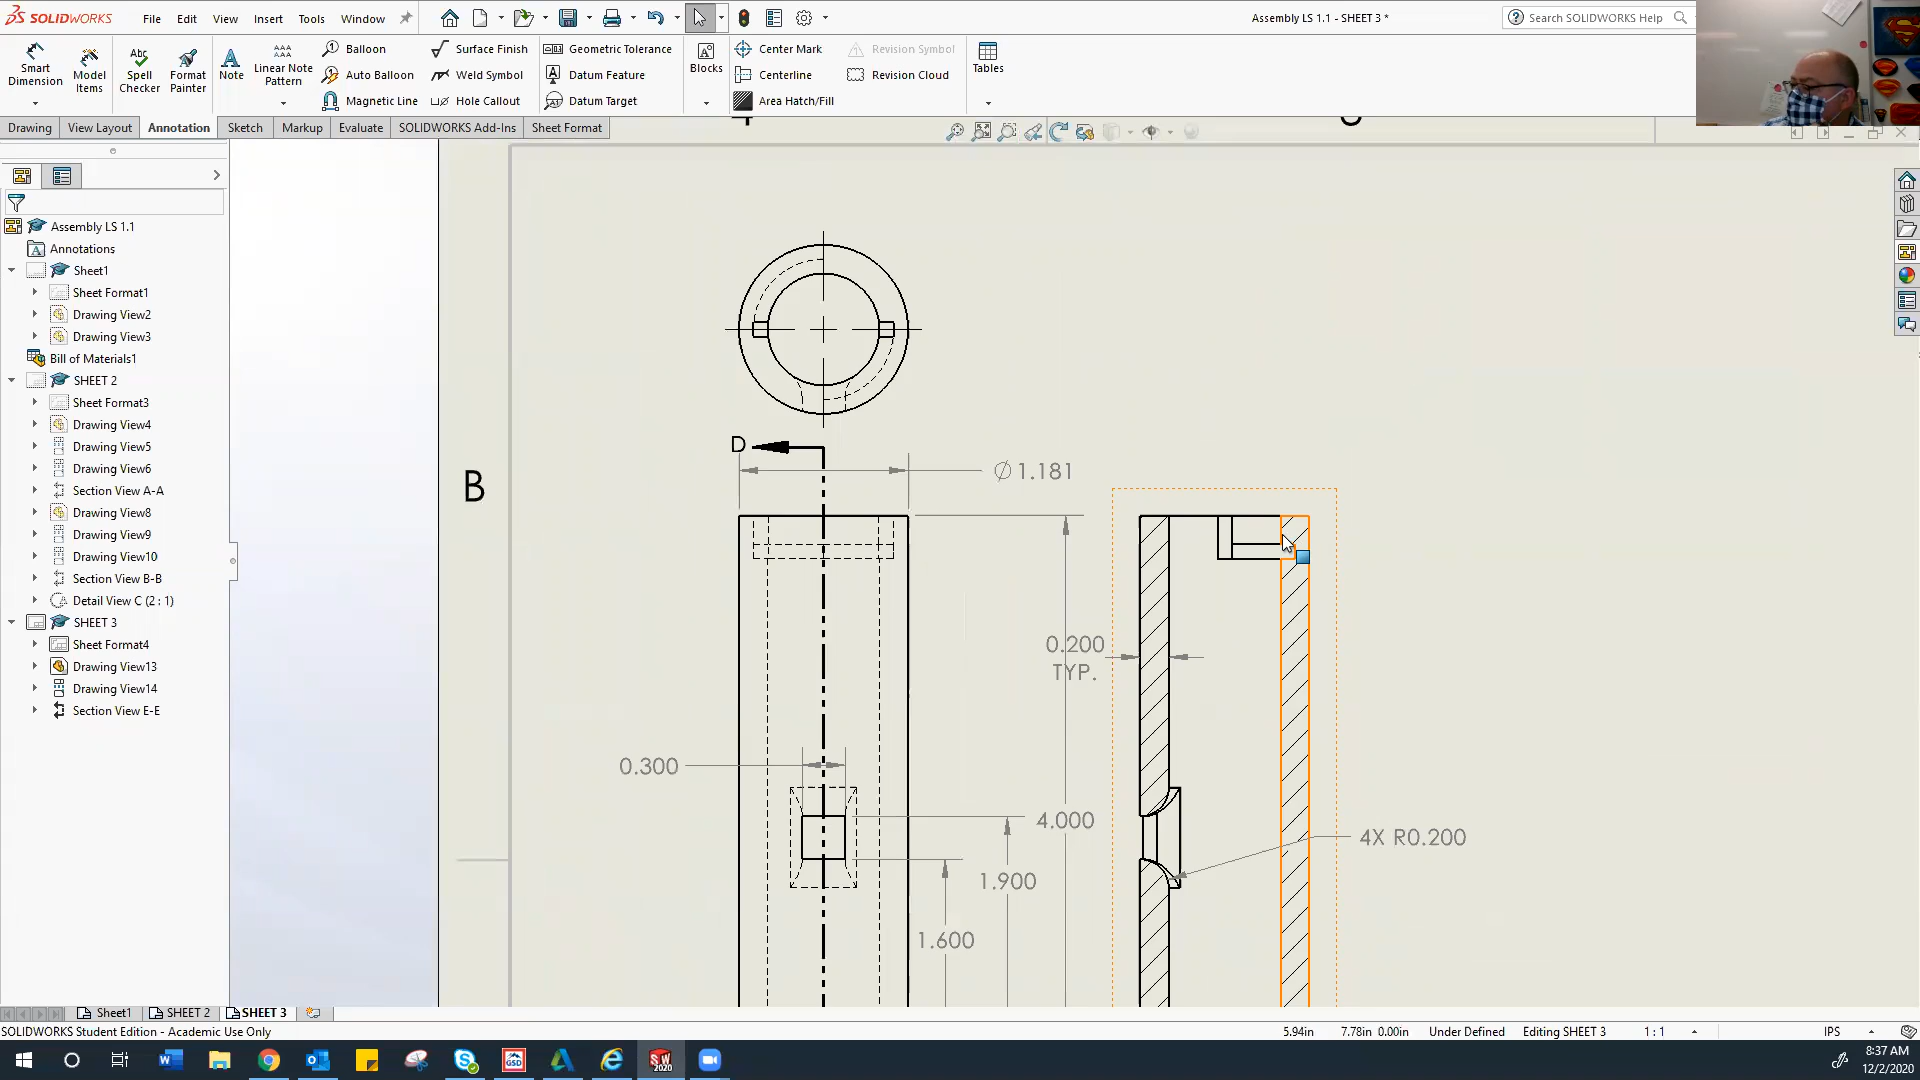 SOLIDWORKS
File Edit View Insert Tools Window
Assembly LS 1.1 - SHEET 3 *
Search SOLIDWORKS Help
Smart Dimension
Model Items
Abc
Spell Checker
Format Painter
A
Note
AAA
AAA
Linear Note Pattern
Balloon
Auto Balloon
Magnetic Line
Surface Finish
Weld Symbol
Hole Callout
Geometric Tolerance
Datum Feature
Datum Target
Blocks
Center Mark
Centerline
Area Hatch/Fill
Revision Symbol
Revision Cloud
Tables
Drawing View Layout Annotation Sketch Markup Evaluate SOLIDWORKS Add-Ins Sheet Format
Assembly LS 1.1
Annotations
Sheet1
Sheet Format1
Drawing View2
Drawing View3
Bill of Materials1
SHEET 2
Sheet Format3
Drawing View4
Drawing View5
Drawing View6
Section View A-A
Drawing View8
Drawing View9
Drawing View10
Section View B-B
Detail View C (2 : 1)
SHEET 3
Sheet Format4
Drawing View13
Drawing View14
Section View E-E
B
D
∅ 1.181
0.200
TYP.
0.300
4.000
4X R0.200
1.900
1.600
Sheet1 SHEET 2 SHEET 3
SOLIDWORKS Student Edition - Academic Use Only
5.94in 7.78in 0.00in Under Defined Editing SHEET 3 1 : 1 IPS
W
GSD
SW
2020
8:37 AM
12/2/2020